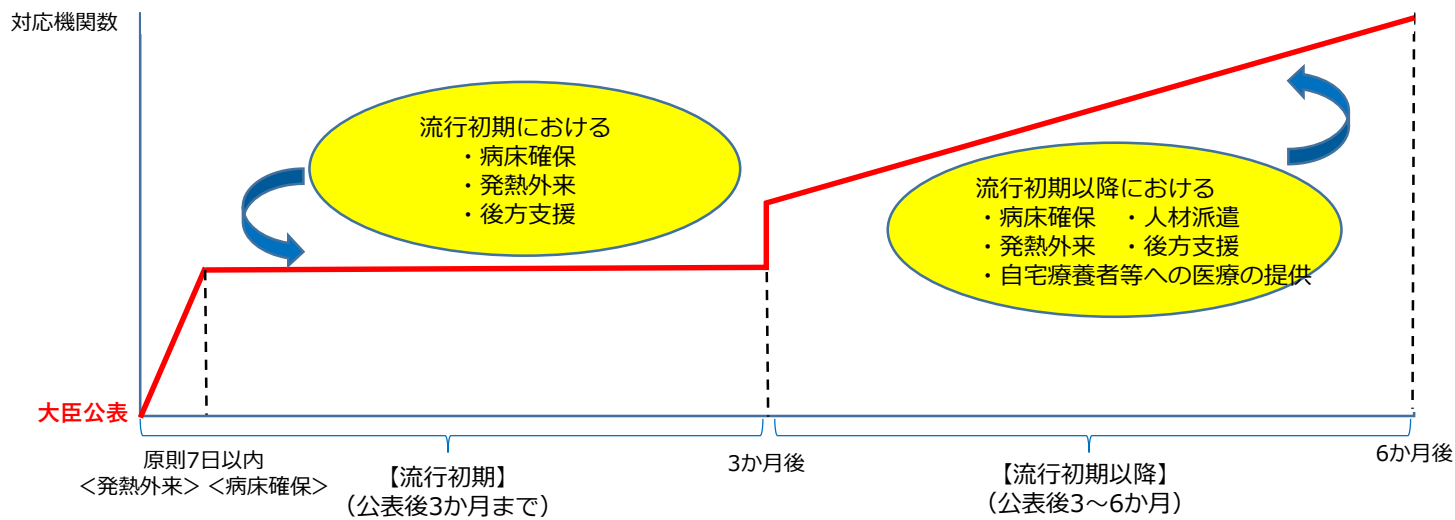 対応機関数
流行初期における
・病床確保
・発熱外来
・後方支援
流行初期以降における
・病床確保　・人材派遣
・発熱外来　・後方支援
・自宅療養者等への医療の提供
大臣公表
原則7日以内
＜発熱外来＞＜病床確保＞
【流行初期】
（公表後3か月まで）
3か月後
【流行初期以降】
（公表後3～6か月）
6か月後